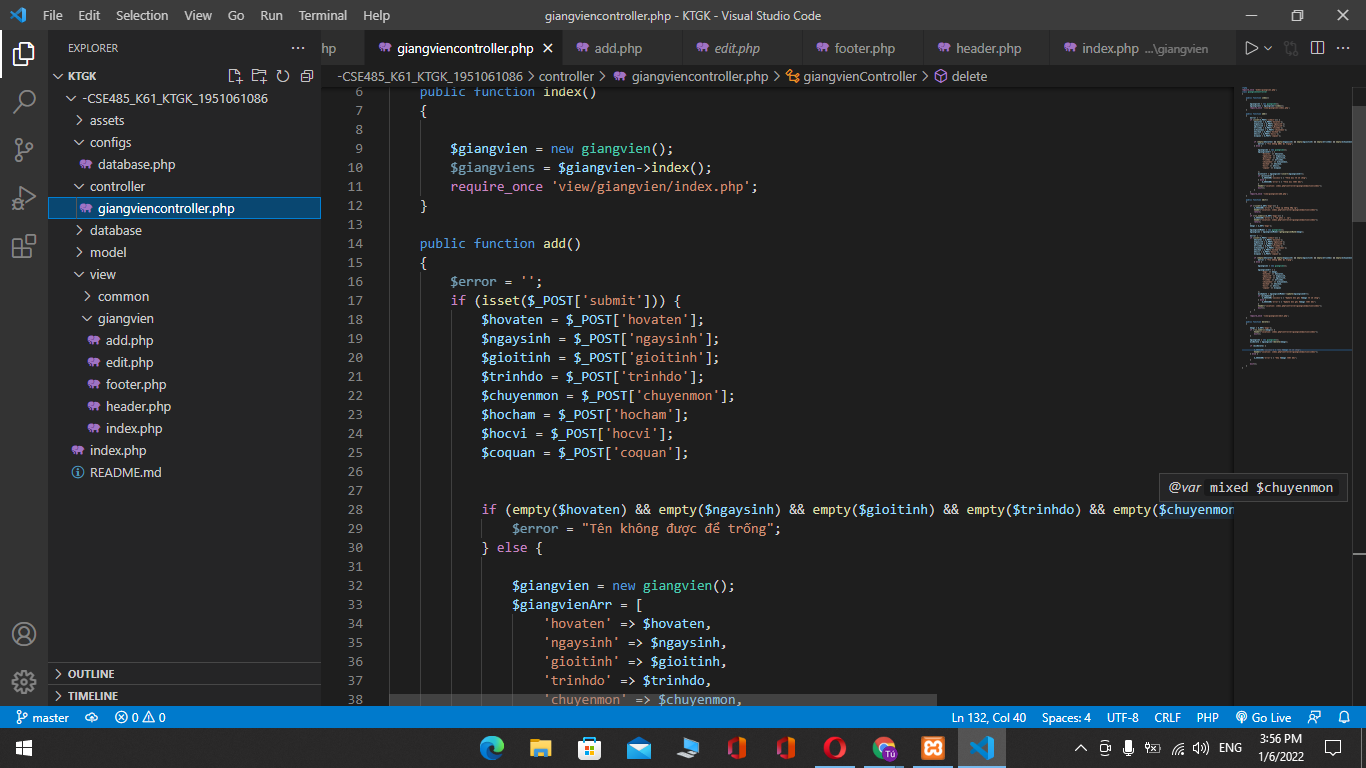 File Edit Selection View Go Run Terminal Help giangviencontroller.php - KTGK - Visual Studio Code
EXPLORER
hp giangviencontroller.php add.php edit.php footer.php header.php index.php ...\giangvien
KTGK
-CSE485_K61_KTGK_1951061086
assets
configs
database.php
controller
giangviencontroller.php
database
model
view
common
giangvien
add.php
edit.php
footer.php
header.php
index.php
index.php
README.md
OUTLINE
TIMELINE
-CSE485_K61_KTGK_1951061086 > controller > giangviencontroller.php > giangvienController > delete
6 public function index()
7 {
8
9 $giangvien = new giangvien();
10 $giangviens = $giangvien->index();
11 require_once 'view/giangvien/index.php';
12 }
13
14 public function add()
15 {
16 $error = '';
17 if (isset($_POST['submit'])) {
18 $hovaten = $_POST['hovaten'];
19 $ngaysinh = $_POST['ngaysinh'];
20 $gioitinh = $_POST['gioitinh'];
21 $trinhdo = $_POST['trinhdo'];
22 $chuyenmon = $_POST['chuyenmon'];
23 $hocham = $_POST['hocham'];
24 $hocvi = $_POST['hocvi'];
25 $coquan = $_POST['coquan'];
26
27
@var mixed $chuyenmon
28 if (empty($hovaten) && empty($ngaysinh) && empty($gioitinh) && empty($trinhdo) && empty($chuyenmon
29 $error = "Tên không được để trống";
30 } else {
31
32 $giangvien = new giangvien();
33 $giangvienArr = [
34 'hovaten' => $hovaten,
35 'ngaysinh' => $ngaysinh,
36 'gioitinh' => $gioitinh,
37 'trinhdo' => $trinhdo,
38 'chuyenmon' => $chuyenmon,
master 0 0 Ln 132, Col 40 Spaces: 4 UTF-8 CRLF PHP Go Live
Tú ENG 3:56 PM
1/6/2022